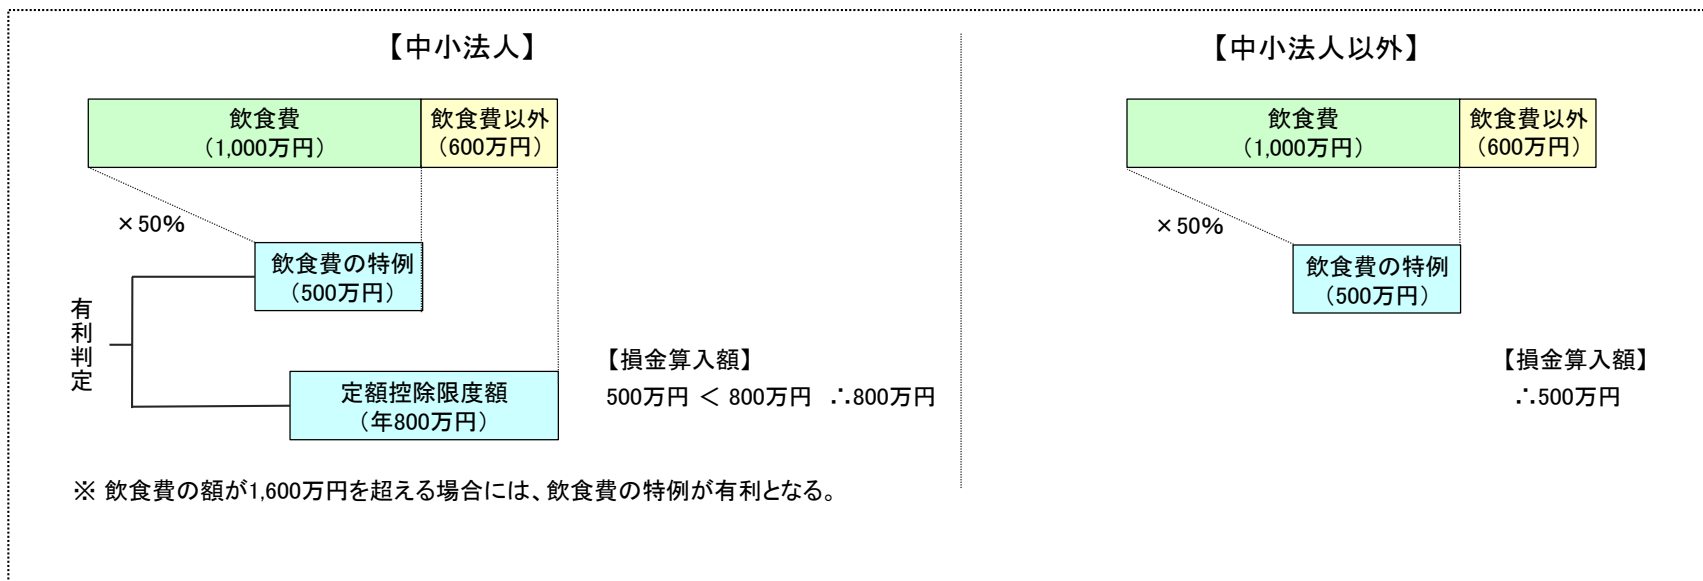 【中小法人】
飲食費
（1,000万円）
飲食費以外
（600万円）
×50%
飲食費の特例
（500万円）
有利判定
定額控除限度額
（年800万円）
【損金算入額】
500万円 ＜ 800万円 ∴800万円
※ 飲食費の額が1,600万円を超える場合には、飲食費の特例が有利となる。
【中小法人以外】
飲食費
（1,000万円）
飲食費以外
（600万円）
×50%
飲食費の特例
（500万円）
【損金算入額】
∴500万円